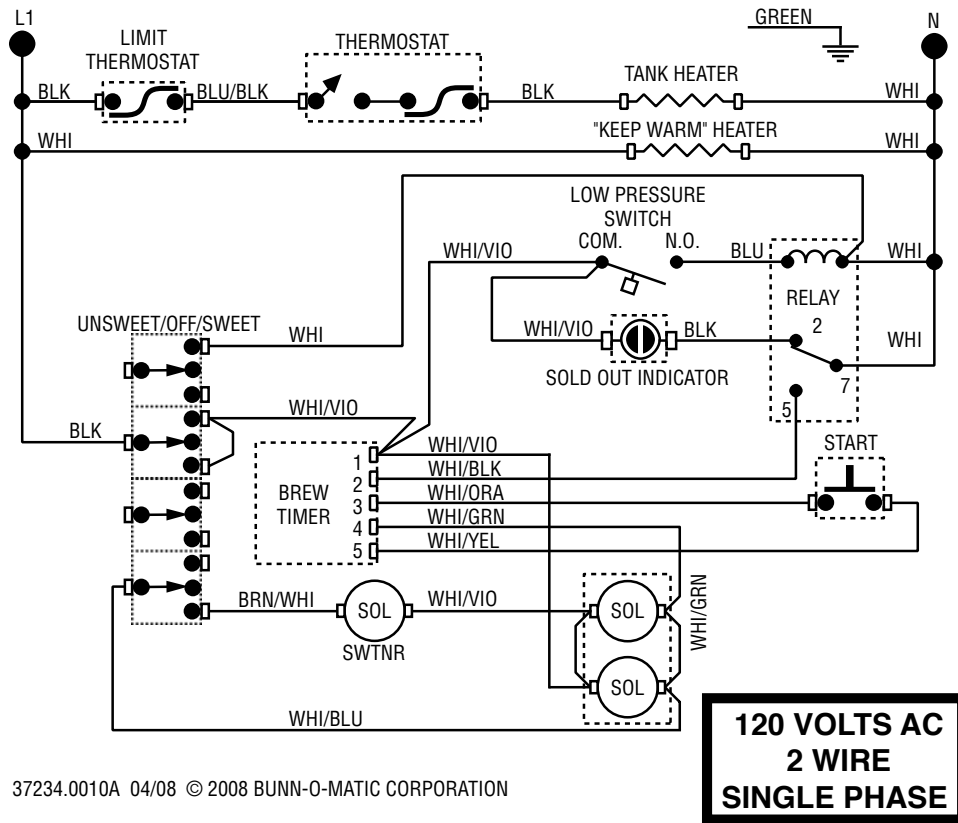 L1
GREEN
N
LIMIT
THERMOSTAT
THERMOSTAT
TANK HEATER
BLK
BLU/BLK
BLK
WHI
"KEEP WARM" HEATER
WHI
WHI
LOW PRESSURE
SWITCH
COM.
N.O.
WHI/VIO
BLU
WHI
RELAY
UNSWEET/OFF/SWEET
WHI
WHI/VIO
BLK
2
WHI
SOLD OUT INDICATOR
7
5
WHI/VIO
BLK
START
BREW
TIMER
1
WHI/VIO
2
WHI/BLK
3
WHI/ORA
4
WHI/GRN
5
WHI/YEL
BRN/WHI
SOL
WHI/VIO
SOL
WHI/GRN
SWTNR
SOL
WHI/BLU
120 VOLTS AC
2 WIRE
SINGLE PHASE
37234.0010A 04/08 © 2008 BUNN-O-MATIC CORPORATION